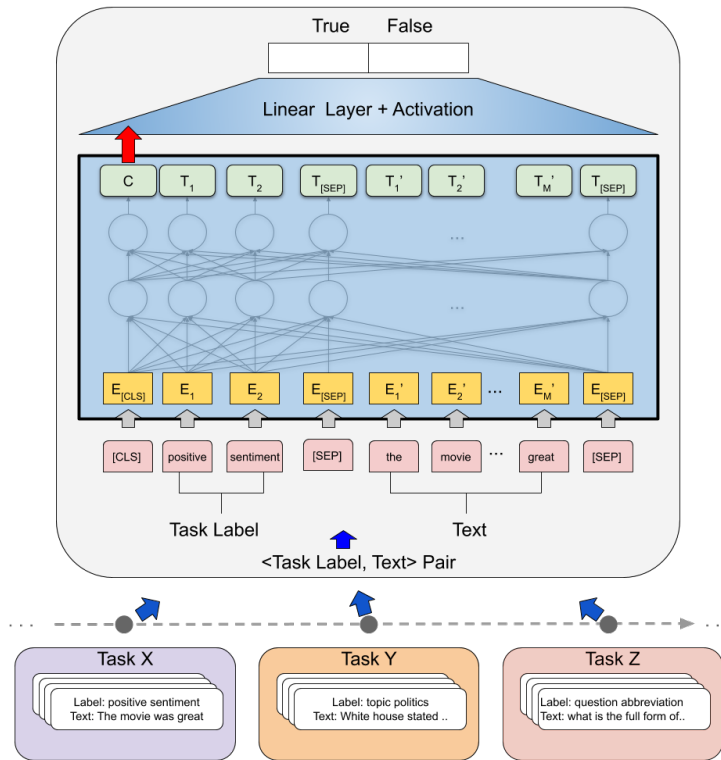 True False
Linear Layer + Activation
C T1 T2 T[SEP] T1' T2' TM' T[SEP]
...
...
E[CLS] E1 E2 E[SEP] E1' E2' ... EM' E[SEP]
[CLS] positive sentiment [SEP] the movie ... great [SEP]
Task Label Text
<Task Label, Text> Pair
... ...
Task X Task Y Task Z
Label: positive sentiment
Text: The movie was great
Label: topic politics
Text: White house stated ..
Label: question abbreviation
Text: what is the full form of..